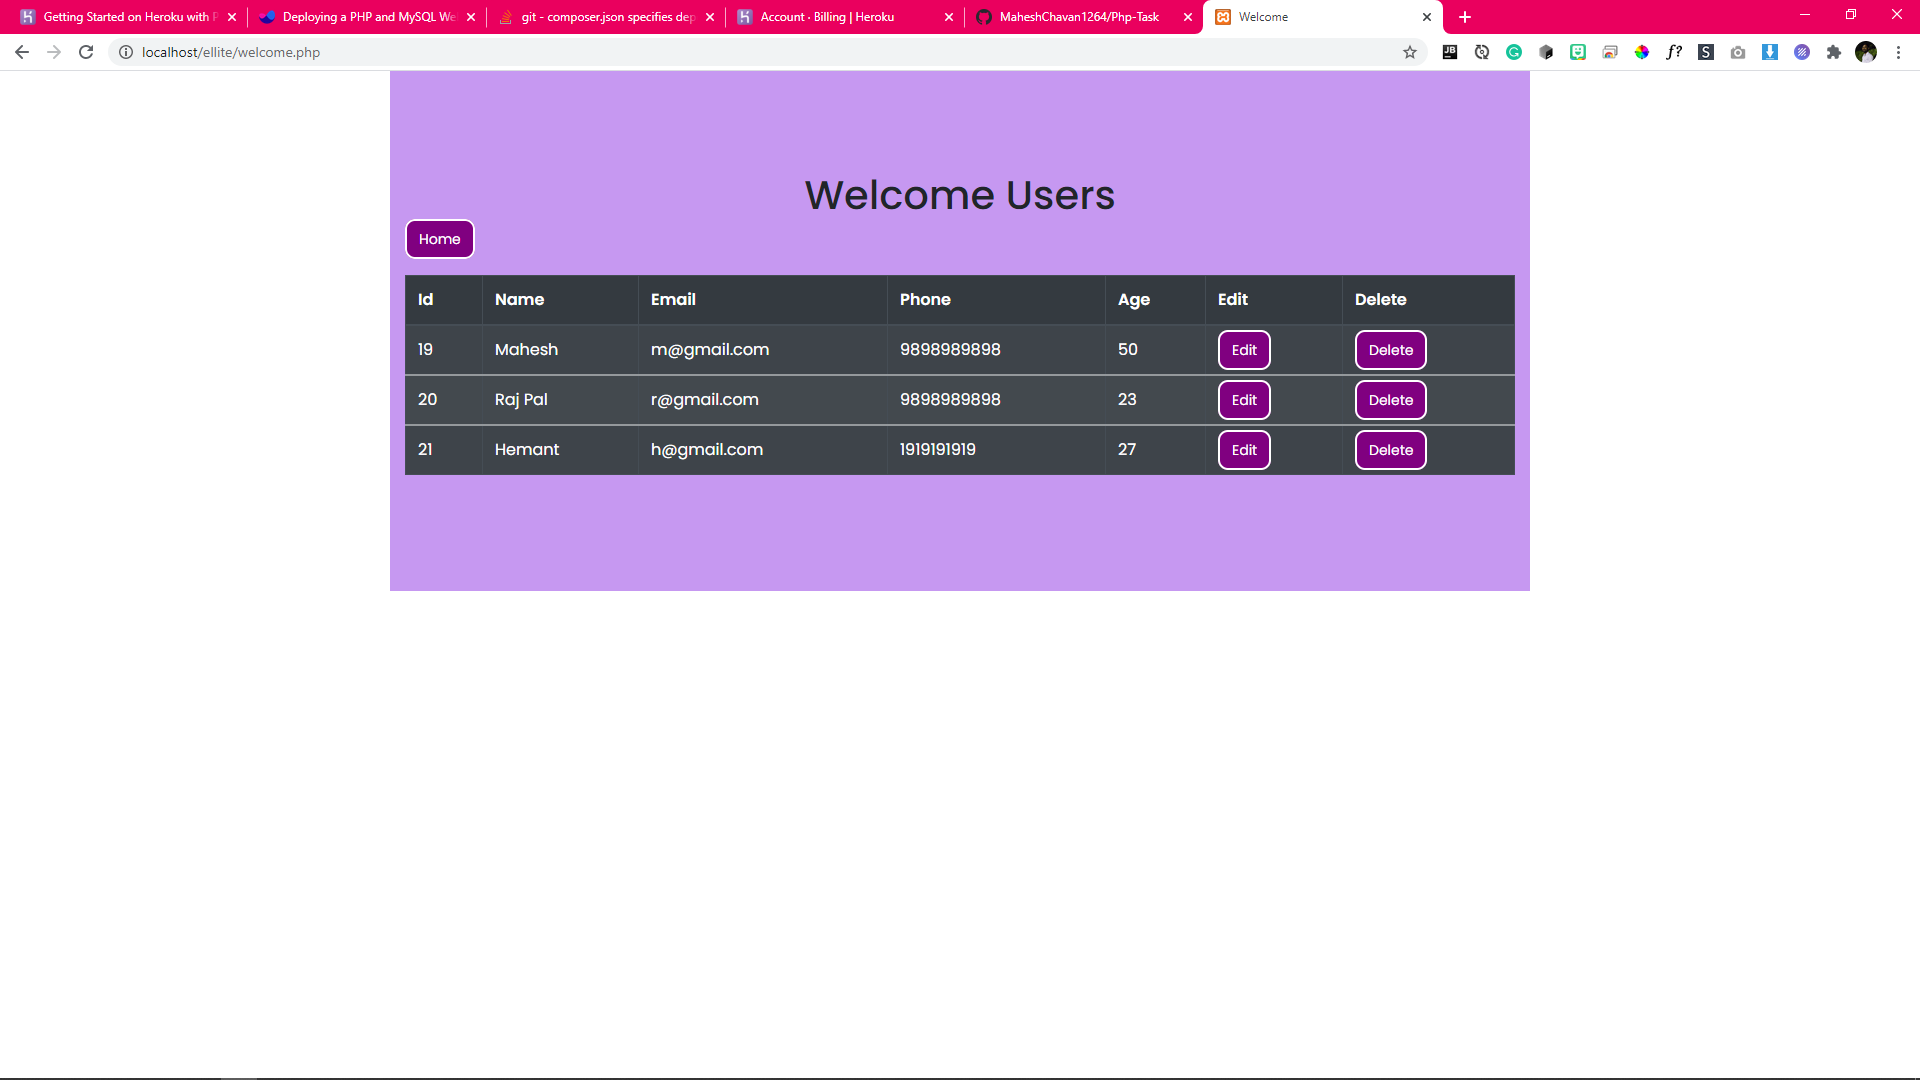 Getting Started on Heroku with P
Deploying a PHP and MySQL We
git - composer.json specifies dep
Account · Billing | Heroku
MaheshChavan1264/Php-Task
Welcome
localhost/ellite/welcome.php
Welcome Users
Home
Id Name Email Phone Age Edit Delete
19 Mahesh m@gmail.com 9898989898 50 Edit Delete
20 Raj Pal r@gmail.com 9898989898 23 Edit Delete
21 Hemant h@gmail.com 1919191919 27 Edit Delete